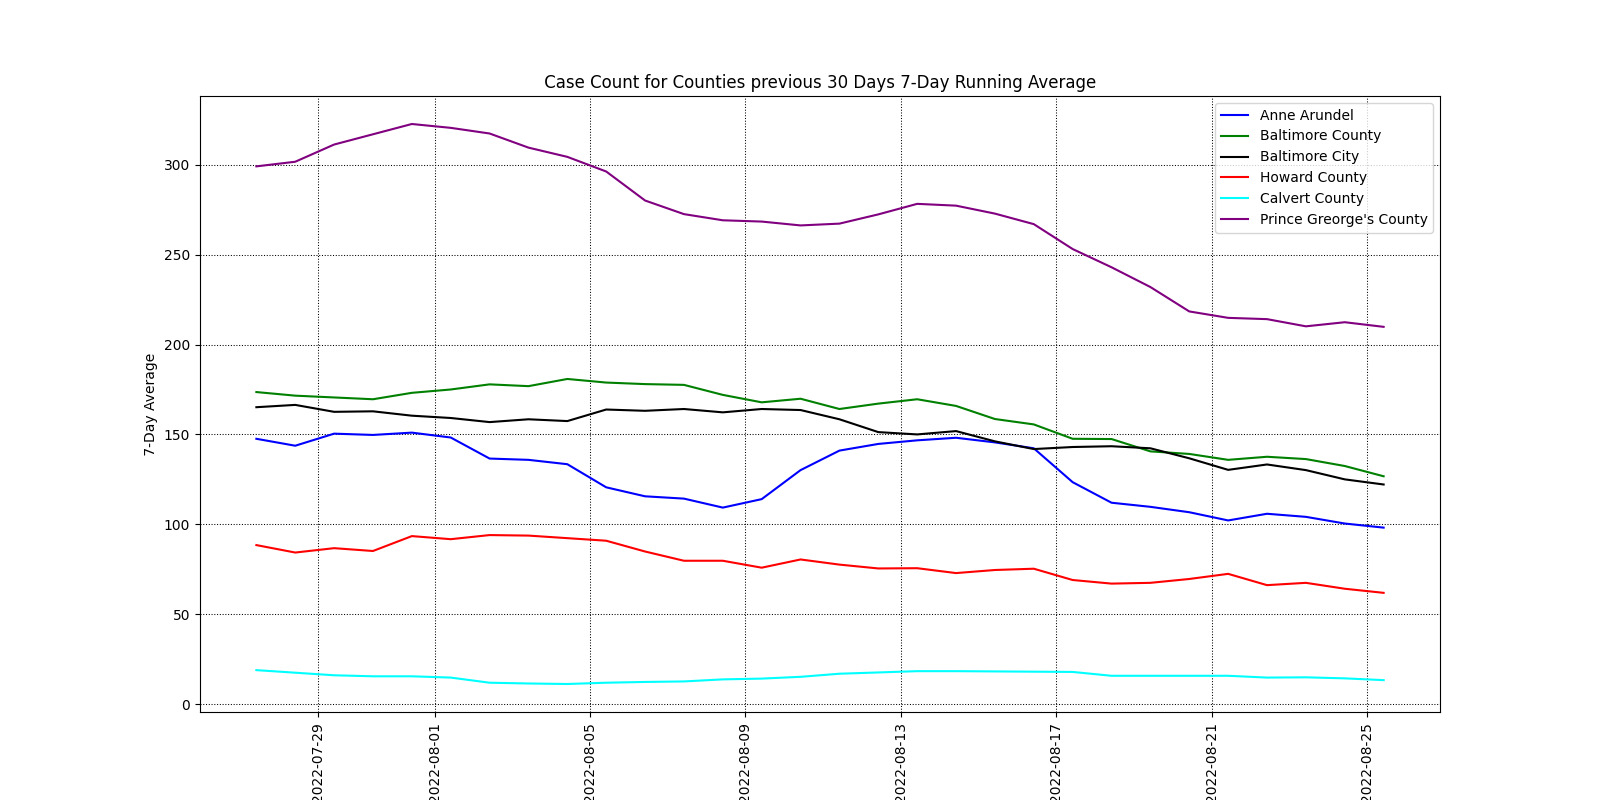 Case Count for Counties previous 30 Days 7-Day Running Average
Anne Arundel
Baltimore County
Baltimore City
Howard County
Calvert County
Prince Greorge's County
7-Day Average
300
250
200
150
100
50
0
2022-07-29
2022-08-01
2022-08-05
2022-08-09
2022-08-13
2022-08-17
2022-08-21
2022-08-25